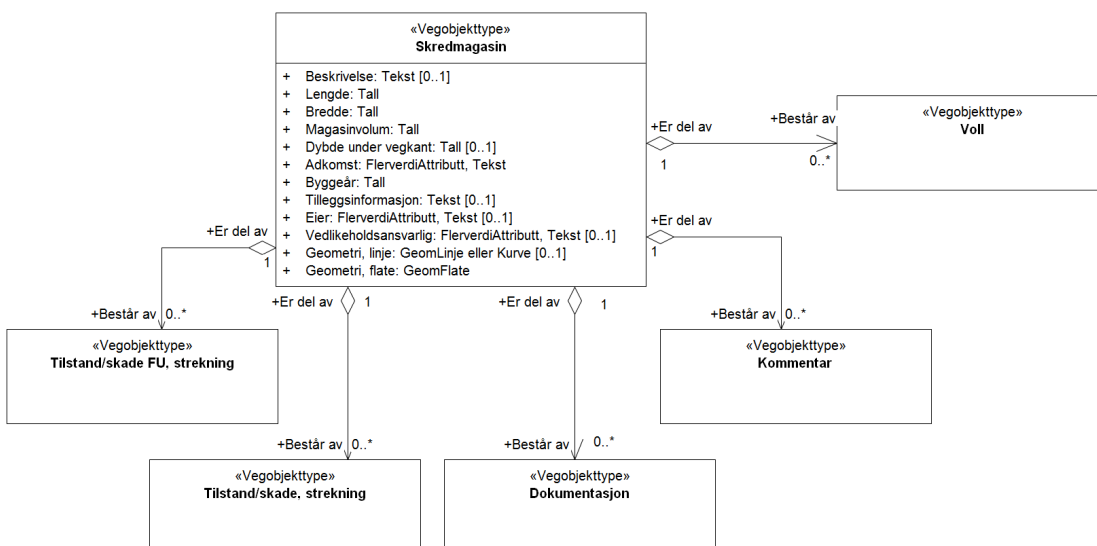 «Vegobjekttype»
Skredmagasin
+ Beskrivelse: Tekst [0..1]
+ Lengde: Tall
+ Bredde: Tall
+ Magasinvolum: Tall
+ Dybde under vegkant: Tall [0..1]
+ Adkomst: FlerverdiAttributt, Tekst
+ Byggeår: Tall
+ Tilleggsinformasjon: Tekst [0..1]
+ Eier: FlerverdiAttributt, Tekst [0..1]
+ Vedlikeholdsansvarlig: FlerverdiAttributt, Tekst [0..1]
+ Geometri, linje: GeomLinje eller Kurve [0..1]
+ Geometri, flate: GeomFlate
+Er del av
1
+Består av
0..*
«Vegobjekttype»
Voll
+Er del av
1
+Består av 0..*
«Vegobjekttype»
Kommentar
+Er del av
1
+Består av 0..*
«Vegobjekttype»
Tilstand/skade FU, strekning
+Er del av 1
+Består av 0..*
«Vegobjekttype»
Tilstand/skade, strekning
+Er del av 1
+Består av 0..*
«Vegobjekttype»
Dokumentasjon